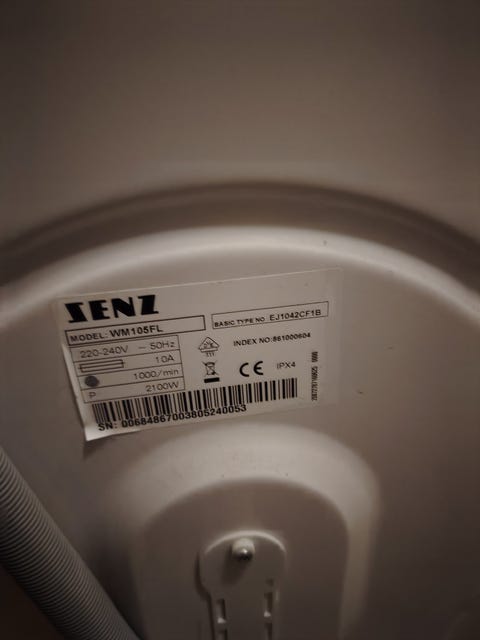 SENZ
MODEL: WM105FL
BASIC TYPE NO EJ1042CF1B
220-240V ~ 50Hz
10A
1000/min
P 2100W
INDEX NO:861000604
CE IPX4
SN: 00684867003805240053